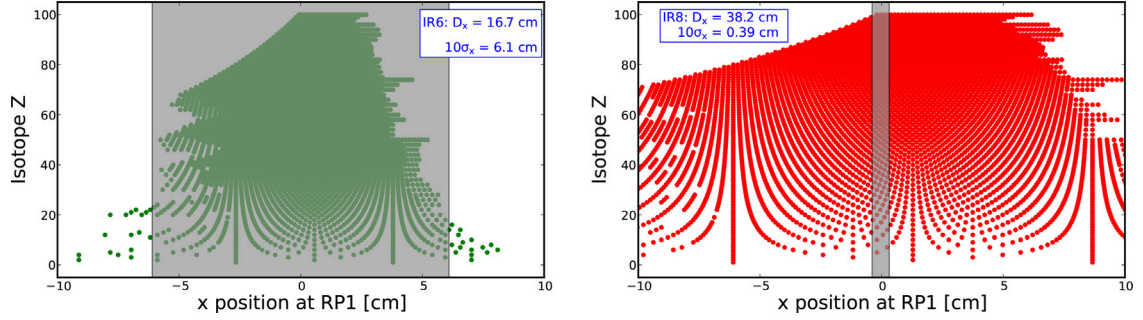 IR6: Dx = 16.7 cm
10σx = 6.1 cm
Isotope Z
100
80
60
40
20
0
−10
−5
0
5
10
x position at RP1 [cm]
IR8: Dx = 38.2 cm
10σx = 0.39 cm
Isotope Z
100
80
60
40
20
0
−10
−5
0
5
10
x position at RP1 [cm]